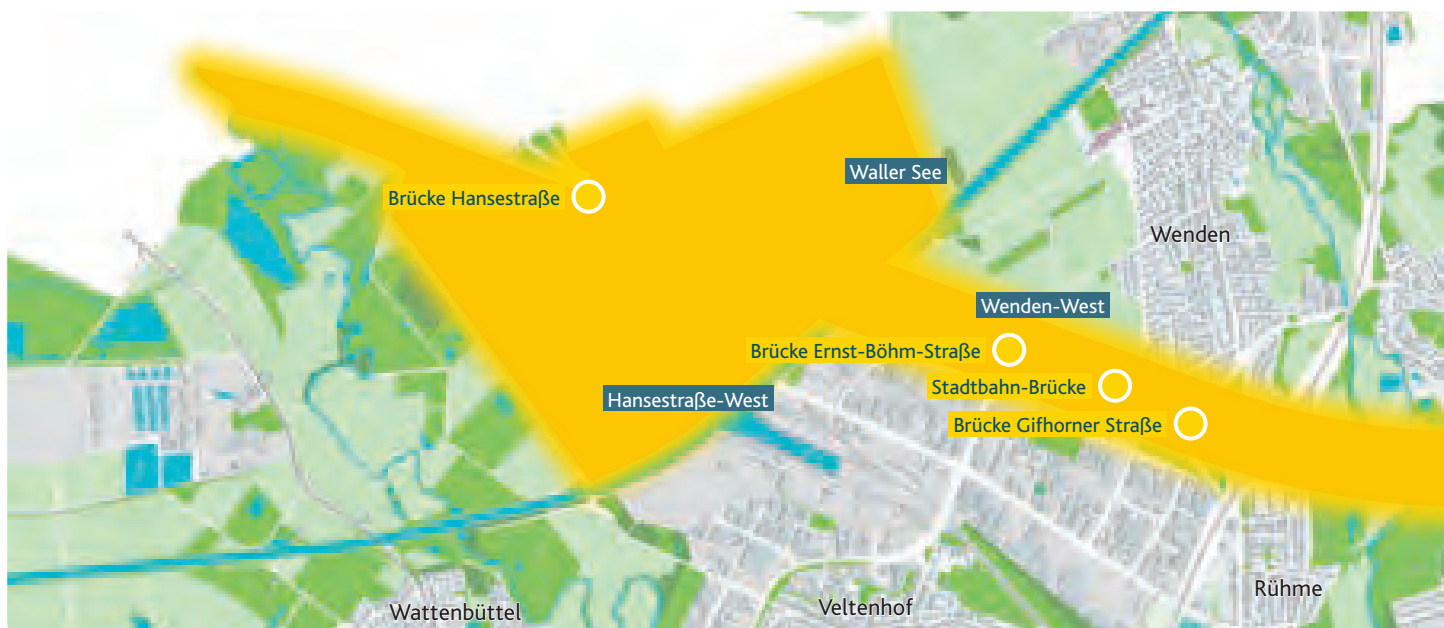 Waller See
Brücke Hansestraße
Wenden
Wenden-West
Brücke Ernst-Böhm-Straße
Stadtbahn-Brücke
Hansestraße-West
Brücke Gifhorner Straße
Rühme
Veltenhof
Wattenbüttel